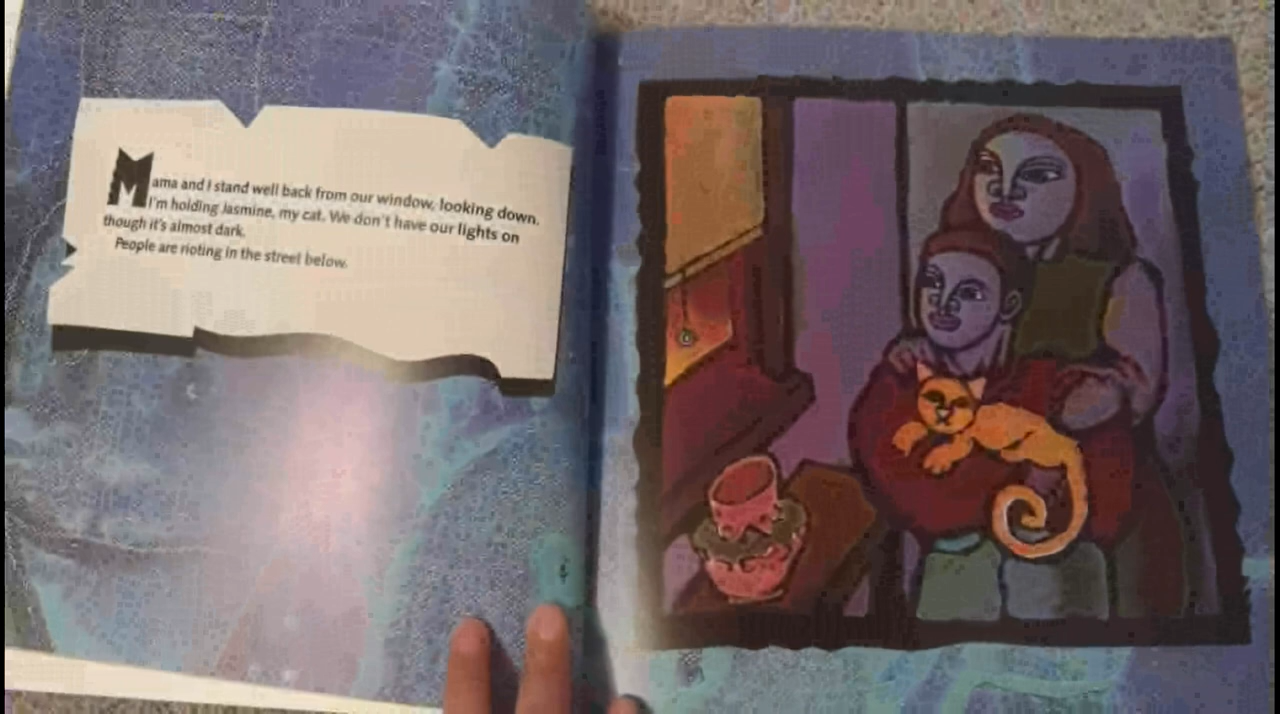 Mama and I stand well back from our window, looking down.
I'm holding Jasmine, my cat. We don't have our lights on
though it's almost dark.
People are rioting in the street below.